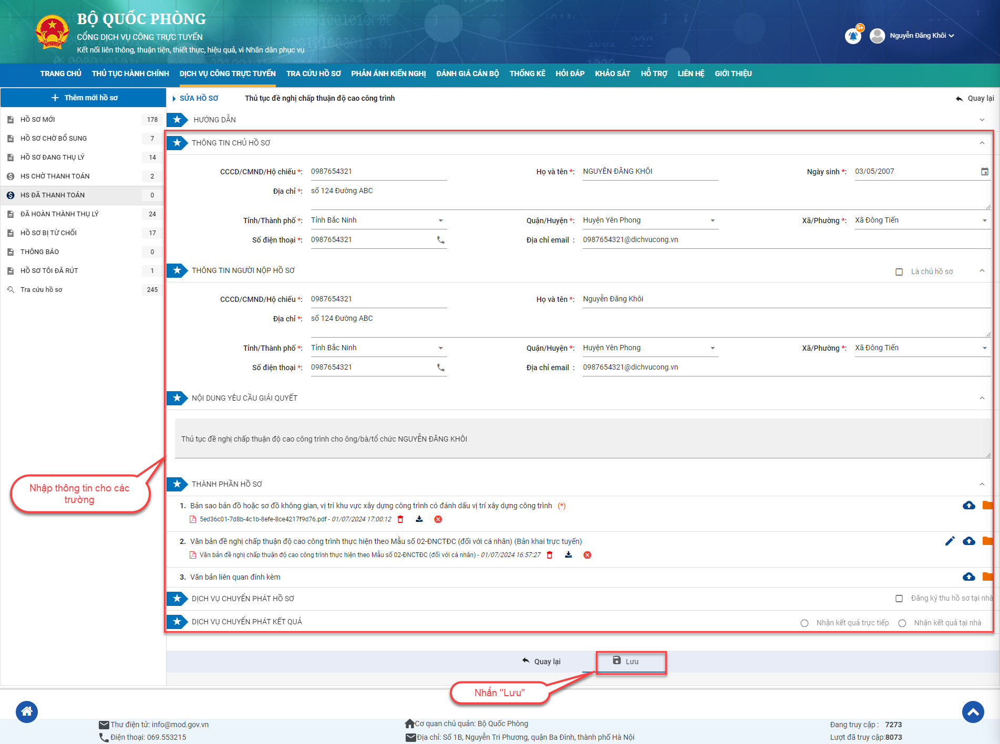 BỘ QUỐC PHÒNG
CỔNG DỊCH VỤ CÔNG TRỰC TUYẾN
Kết nối liên thông, thuận tiện, thiết thực, hiệu quả, vì Nhân dân phục vụ
5+
Nguyễn Đăng Khôi
TRANG CHỦ THỦ TỤC HÀNH CHÍNH DỊCH VỤ CÔNG TRỰC TUYẾN TRA CỨU HỒ SƠ PHẢN ÁNH KIẾN NGHỊ ĐÁNH GIÁ CÁN BỘ THỐNG KÊ HỎI ĐÁP KHẢO SÁT HỖ TRỢ LIÊN HỆ GIỚI THIỆU
Thêm mới hồ sơ
HỒ SƠ MỚI 178
HỒ SƠ CHỜ BỔ SUNG 7
HỒ SƠ ĐANG THỤ LÝ 14
HS CHỜ THANH TOÁN 2
HS ĐÃ THANH TOÁN 0
ĐÃ HOÀN THÀNH THỤ LÝ 24
HỒ SƠ BỊ TỪ CHỐI 17
THÔNG BÁO 0
HỒ SƠ TÔI ĐÃ RÚT 1
Tra cứu hồ sơ 245
SỬA HỒ SƠ Thủ tục đề nghị chấp thuận độ cao công trình Quay lại
HƯỚNG DẪN
THÔNG TIN CHỦ HỒ SƠ
CCCD/CMND/Hộ chiếu *: 0987654321 Họ và tên *: NGUYỄN ĐĂNG KHÔI Ngày sinh *: 03/05/2007
Địa chỉ *: số 124 Đường ABC
Tỉnh/Thành phố *: Tỉnh Bắc Ninh Quận/Huyện *: Huyện Yên Phong Xã/Phường *: Xã Đông Tiến
Số điện thoại *: 0987654321 Địa chỉ email : 0987654321@dichvucong.vn
THÔNG TIN NGƯỜI NỘP HỒ SƠ Là chủ hồ sơ
CCCD/CMND/Hộ chiếu *: 0987654321 Họ và tên *: Nguyễn Đăng Khôi
Địa chỉ *: số 124 Đường ABC
Tỉnh/Thành phố *: Tỉnh Bắc Ninh Quận/Huyện *: Huyện Yên Phong Xã/Phường *: Xã Đông Tiến
Số điện thoại *: 0987654321 Địa chỉ email : 0987654321@dichvucong.vn
NỘI DUNG YÊU CẦU GIẢI QUYẾT
Thủ tục đề nghị chấp thuận độ cao công trình cho ông/bà/tổ chức NGUYỄN ĐĂNG KHÔI
Nhập thông tin cho các
trường
THÀNH PHẦN HỒ SƠ
1. Bản sao bản đồ hoặc sơ đồ không gian, vị trí khu vực xây dựng công trình có đánh dấu vị trí xây dựng công trình (*)
5ed36c01-7d8b-4c1b-8efe-8ce4217f9d76.pdf - 01/07/2024 17:00:12
2. Văn bản đề nghị chấp thuận độ cao công trình thực hiện theo Mẫu số 02-ĐNCTĐC (đối với cá nhân) (Bản khai trực tuyến)
Văn bản đề nghị chấp thuận độ cao công trình thực hiện theo Mẫu số 02-ĐNCTĐC (đối với cá nhân) - 01/07/2024 16:57:27
3. Văn bản liên quan đính kèm
DỊCH VỤ CHUYỂN PHÁT HỒ SƠ Đăng ký thu hồ sơ tại nhà
DỊCH VỤ CHUYỂN PHÁT KẾT QUẢ Nhận kết quả trực tiếp Nhận kết quả tại nhà
Quay lại Lưu
Nhấn "Lưu"
Thư điện tử: info@mod.gov.vn
Điện thoại: 069.553215
Cơ quan chủ quản: Bộ Quốc Phòng
Địa chỉ: Số 1B, Nguyễn Tri Phương, quận Ba Đình, thành phố Hà Nội
Đang truy cập : 7273
Lượt đã truy cập:8073